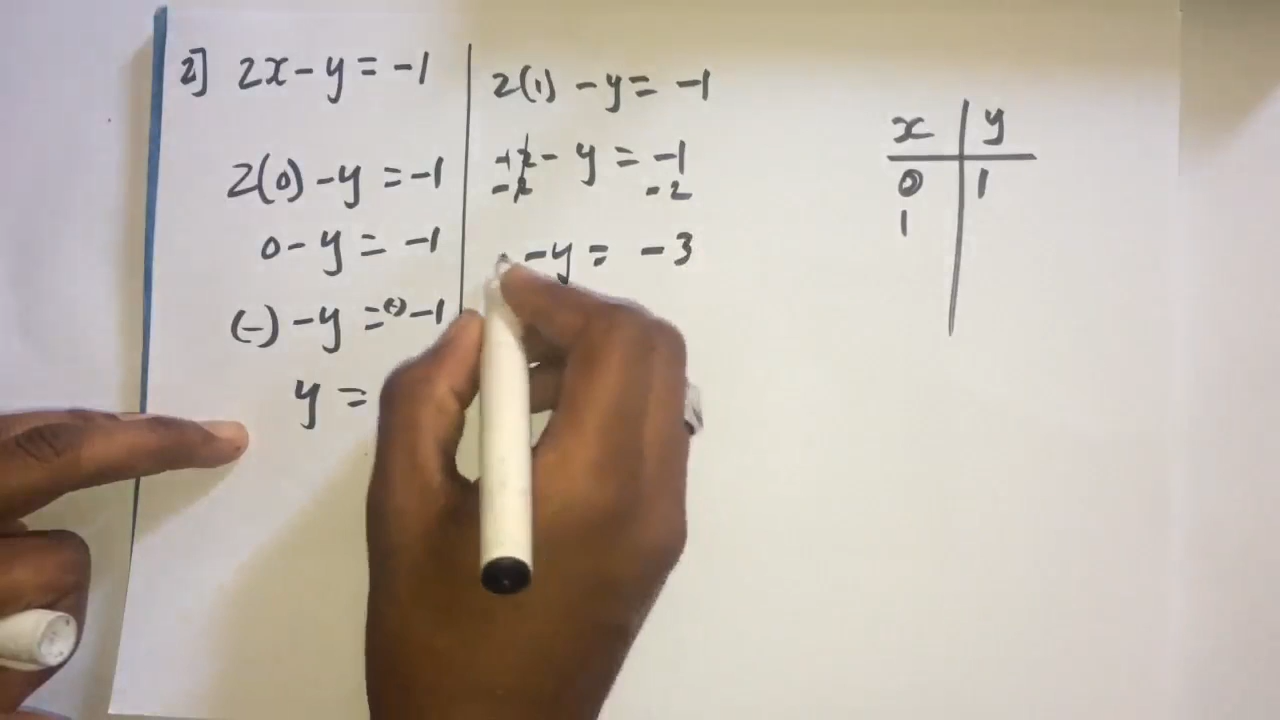 2] 2x - y = -1
2(0) - y = -1
0 - y = -1
(-) - y = (-) -1
y =
2(1) - y = -1
+2 - y = -1
-2 -2
-y = -3
x y
0 1
1